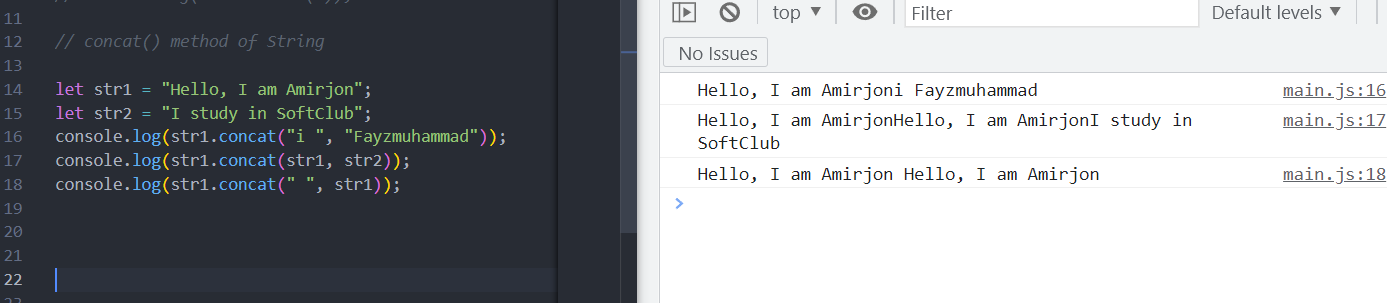 11
12 // concat() method of String
13
14 let str1 = "Hello, I am Amirjon";
15 let str2 = "I study in SoftClub";
16 console.log(str1.concat("i ", "Fayzmuhammad"));
17 console.log(str1.concat(str1, str2));
18 console.log(str1.concat(" ", str1));
19
20
21
22
top
Filter
Default levels
No Issues
Hello, I am Amirjoni Fayzmuhammad main.js:16
Hello, I am AmirjonHello, I am AmirjonI study in main.js:17
SoftClub
Hello, I am Amirjon Hello, I am Amirjon main.js:18
>